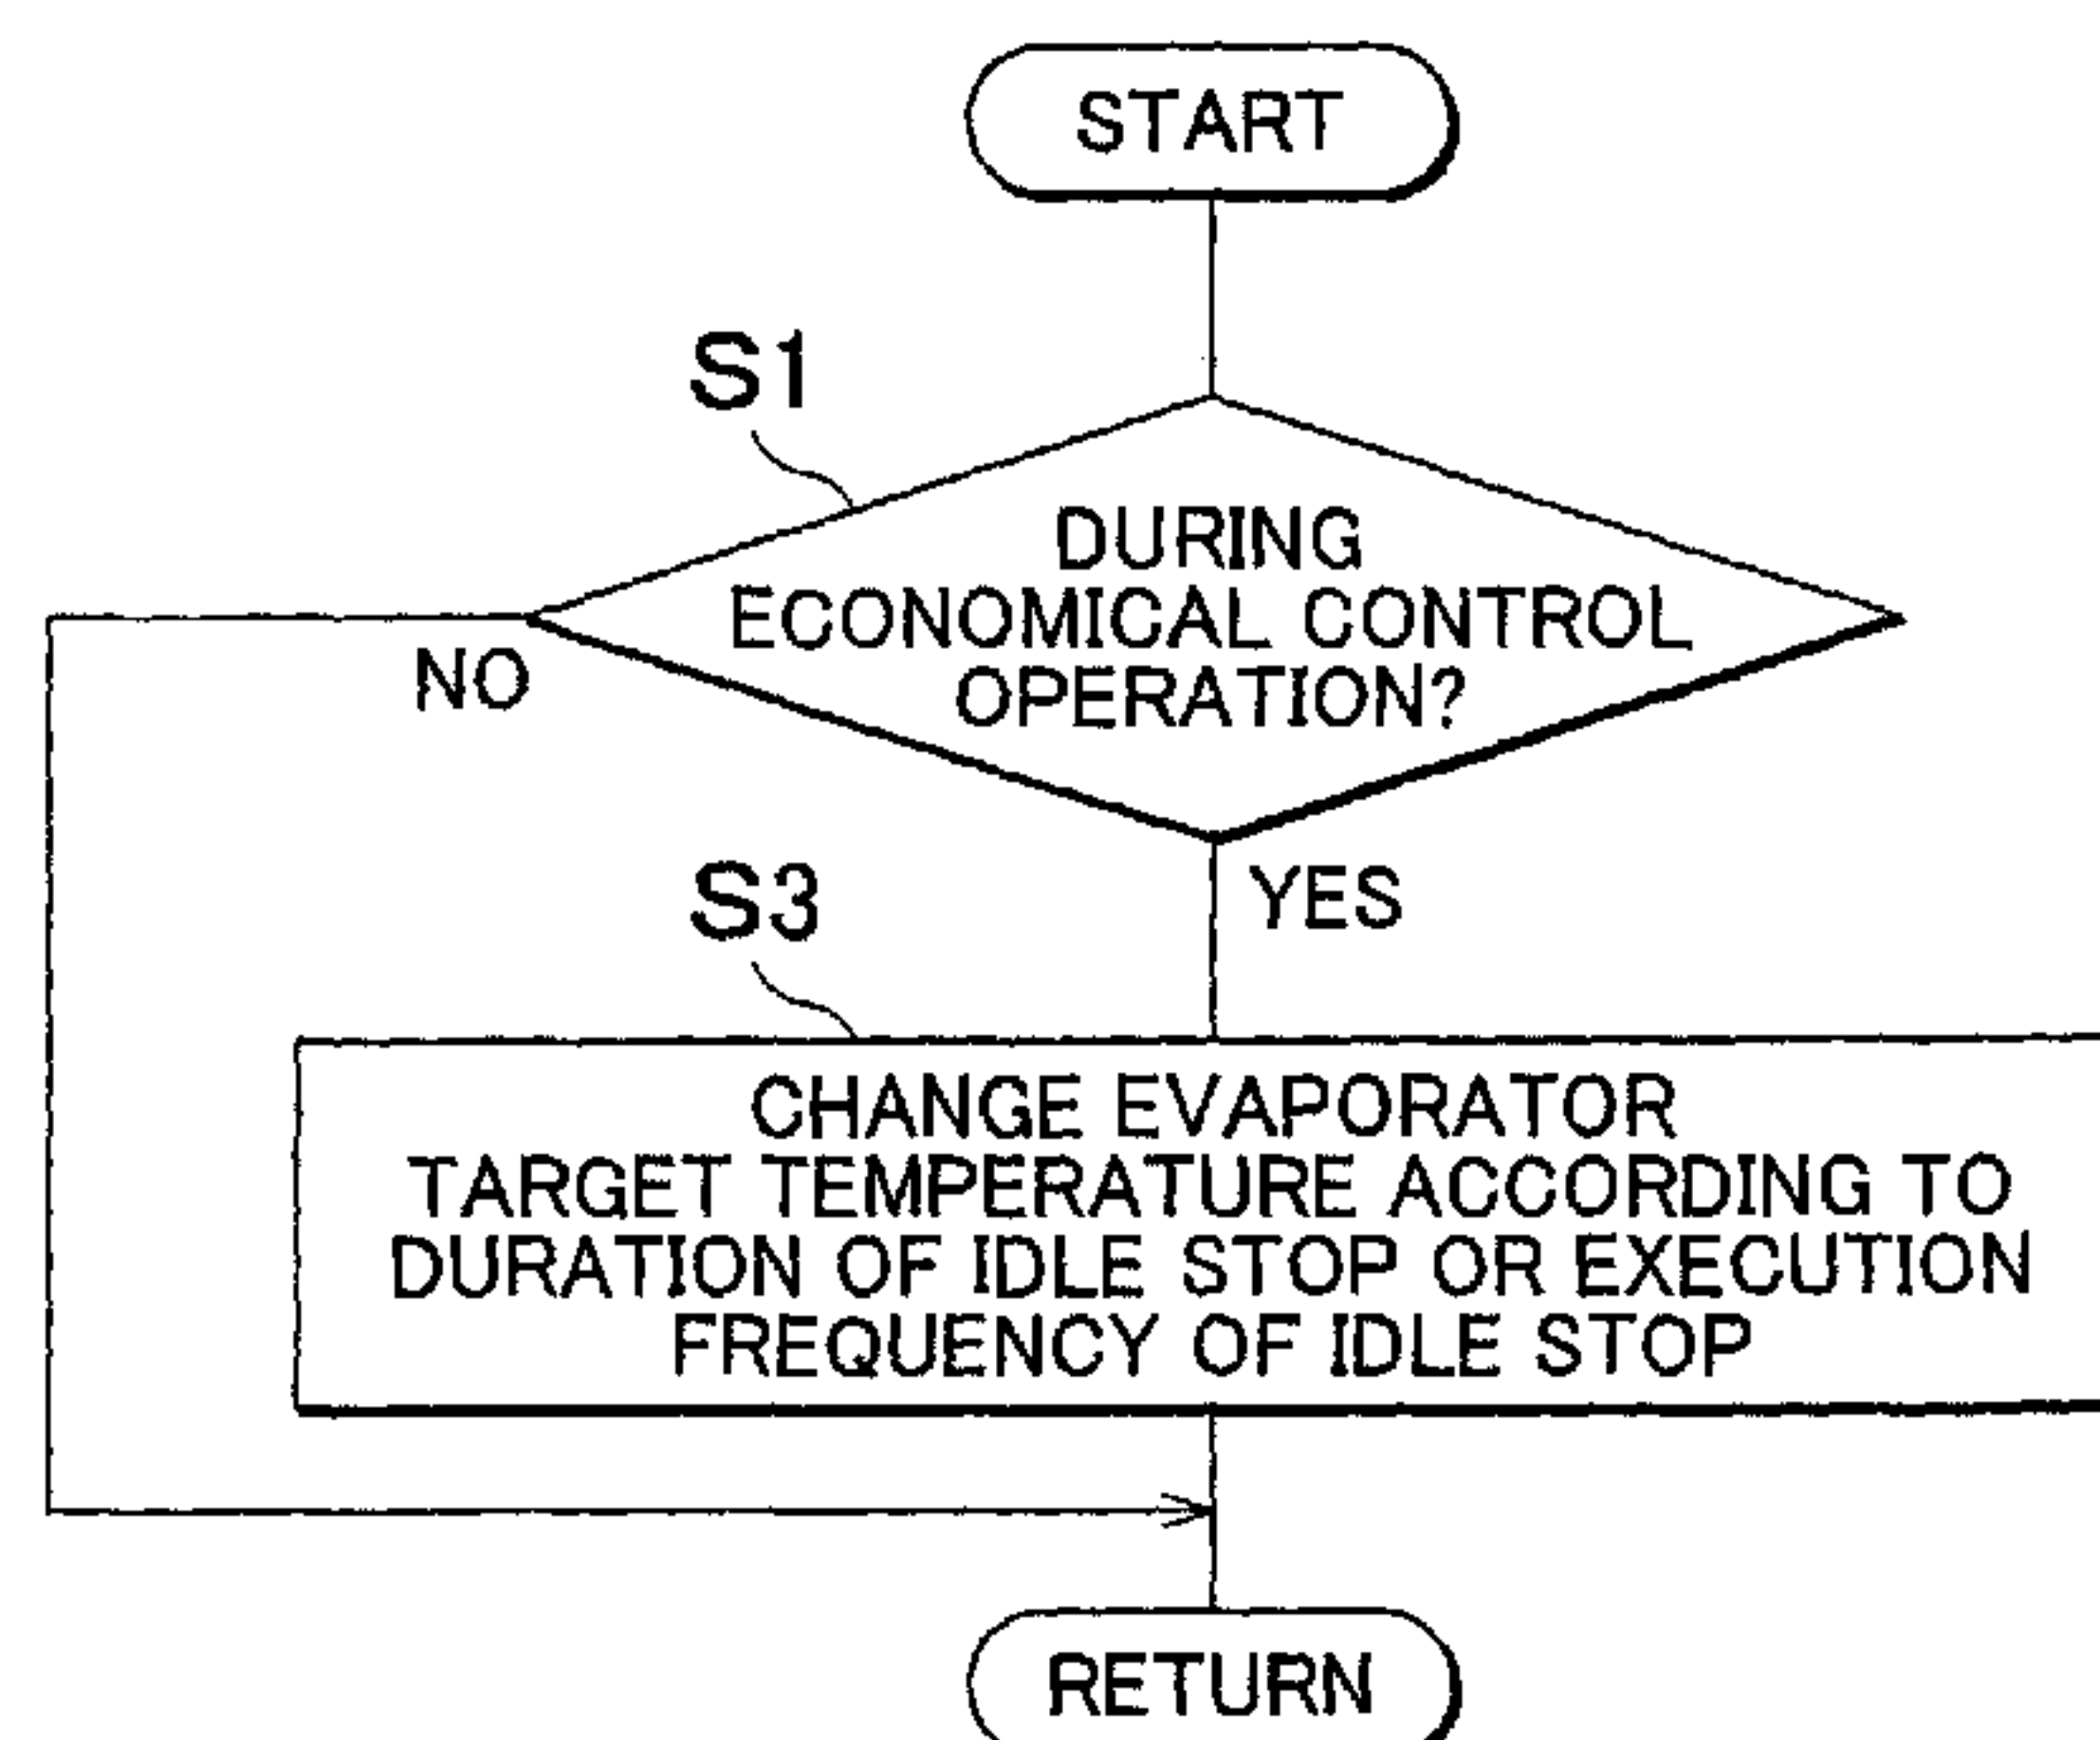 START
S1
DURING
ECONOMICAL CONTROL
OPERATION?
NO
YES
S3
CHANGE EVAPORATOR
TARGET TEMPERATURE ACCORDING TO
DURATION OF IDLE STOP OR EXECUTION
FREQUENCY OF IDLE STOP
RETURN